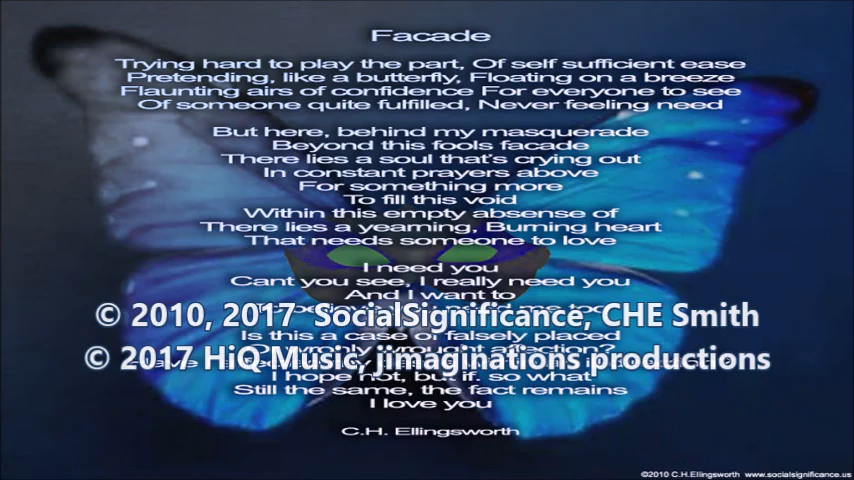 Facade
Trying hard to play the part, Of self sufficient ease
Pretending, like a butterfly, Floating on a breeze
Flaunting airs of confidence For everyone to see
Of someone quite fulfilled, Never feeling need
But here, behind my masquerade
Beyond this fools facade
There lies a soul that's crying out
In constant prayers above
For something more
To fill this void
Within this empty absense of
There lies a yearning, Burning heart
That needs someone to love
I need you
Cant you see, I really need you
And I want to
© 2010, 2017 SocialSignificance, CHE Smith
Is this a case of falsely placed
© 2017 HiQ Music, jimaginations productions
I hope not, but if. so what
Still the same, the fact remains
I love you
C.H. Ellingsworth
©2010 C.H.Ellingsworth www.socialsignificance.us